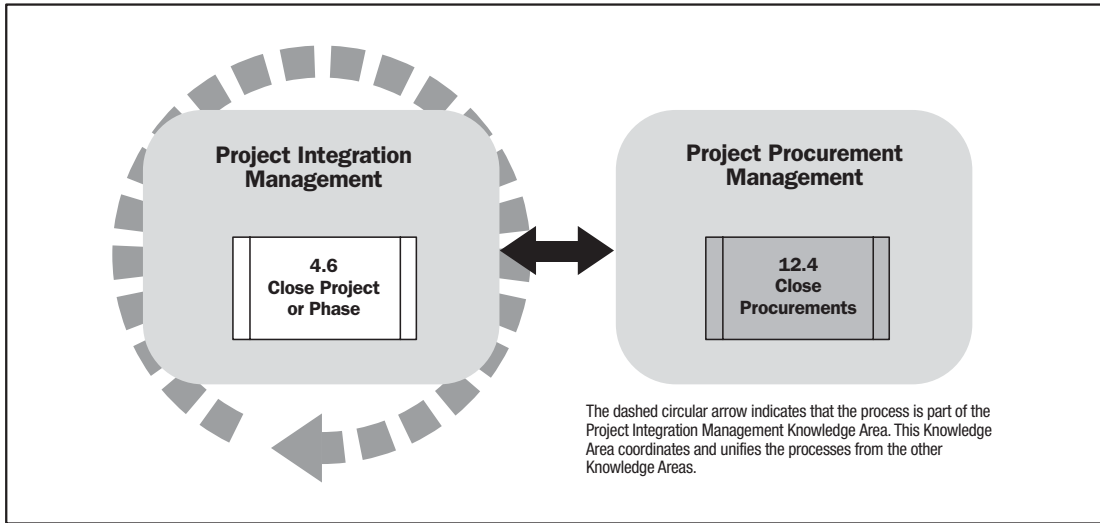 Project Integration
Management
4.6
Close Project
or Phase
Project Procurement
Management
12.4
Close
Procurements
The dashed circular arrow indicates that the process is part of the
Project Integration Management Knowledge Area. This Knowledge
Area coordinates and unifies the processes from the other
Knowledge Areas.